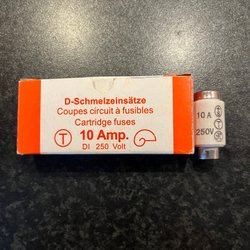 D-Schmelzeinsätze
Coupes circuit à fusibles
Cartridge fuses
T 10 Amp.
DI 250 Volt
10 A
250V